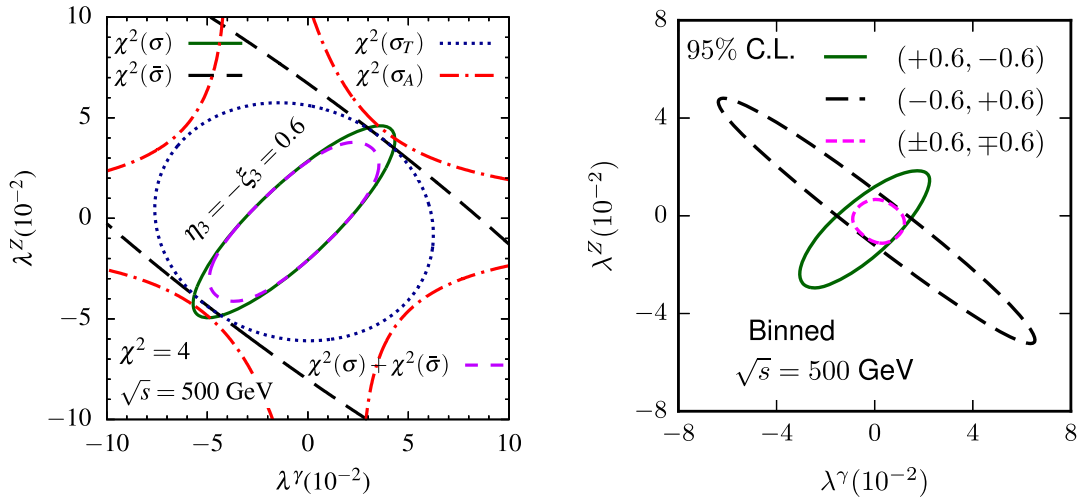 10
5
0
−5
−10
−10
−5
0
5
10
λ^Z(10^{−2})
λ^γ(10^{−2})
χ²(σ)
χ²(σ̄)
χ²(σ_T)
χ²(σ_A)
η₃ = −ξ₃ = 0.6
χ² = 4
√s = 500 GeV
χ²(σ) + χ²(σ̄)
8
4
0
−4
−8
−8
−4
0
4
8
λ^Z(10^{−2})
λ^γ(10^{−2})
95% C.L.
(+0.6, −0.6)
(−0.6, +0.6)
(±0.6, ∓0.6)
Binned
√s = 500 GeV